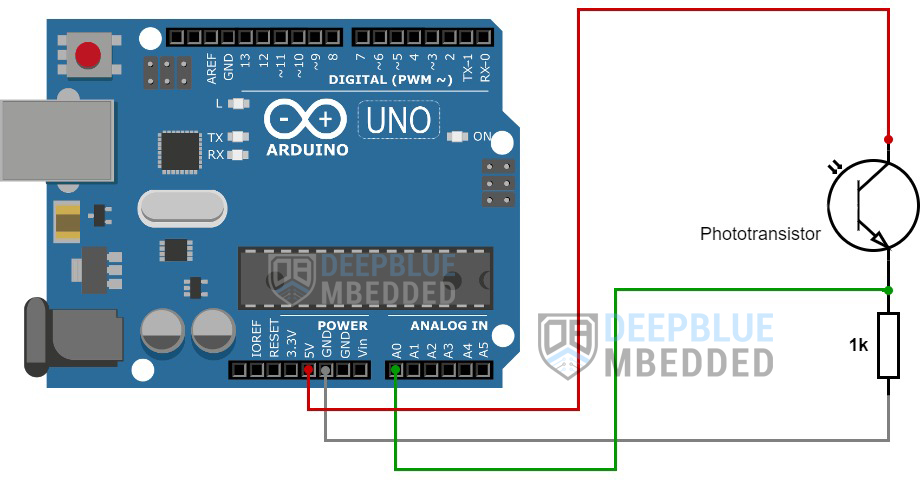 AREF
GND
13
12
~11
~10
~9
8
7
~6
~5
4
~3
2
TX-1
RX-0
DIGITAL (PWM ~)
L
TX
RX
ARDUINO
UNO
ON
Phototransistor
DEEPBLUE
MBEDDED
POWER
ANALOG IN
IOREF
RESET
3.3V
5V
GND
GND
Vin
A0
A1
A2
A3
A4
A5
DEEPBLUE
MBEDDED
1k